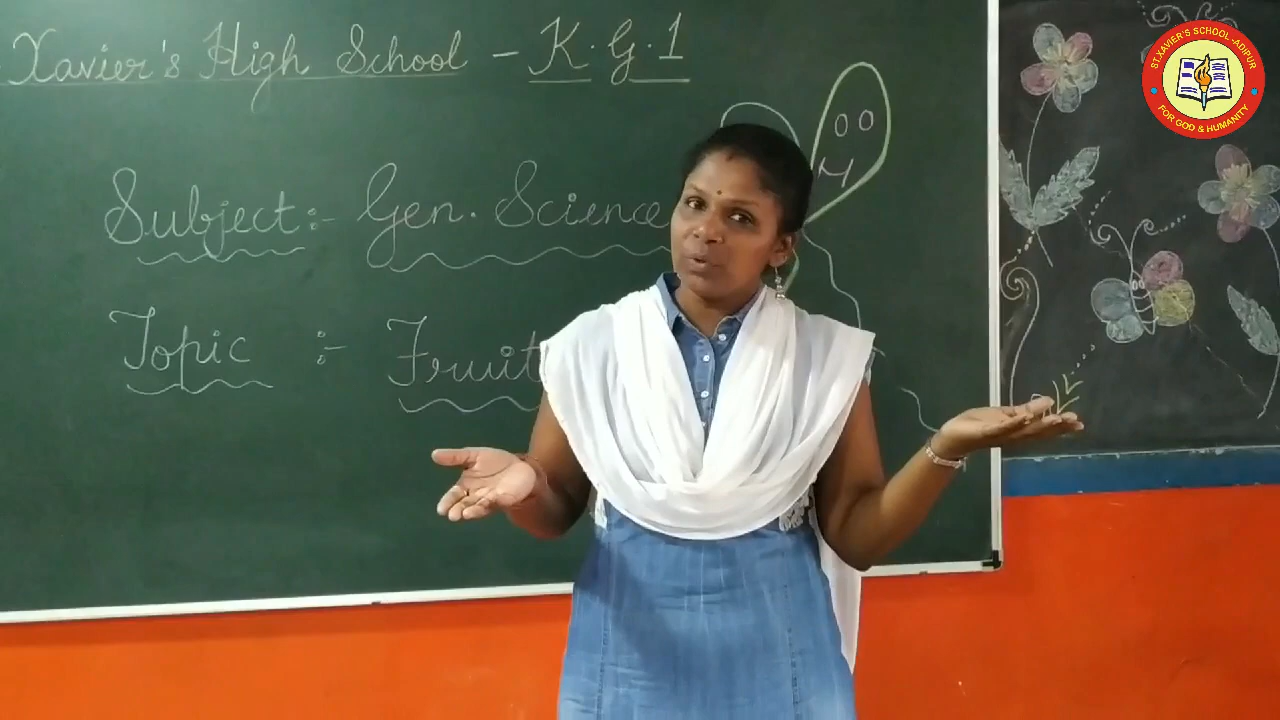 Xavier's High School - K.G.1
Subject:- Gen. Science
Topic :- Fruit
ST.XAVIER'S SCHOOL-ADIPUR
FOR GOD & HUMANITY